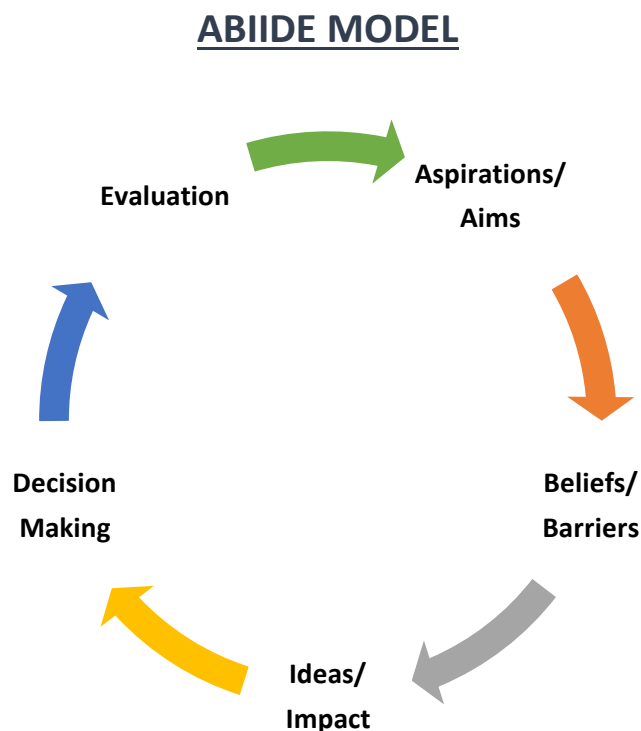 ABIIDE MODEL
Aspirations/
Aims
Beliefs/
Barriers
Ideas/
Impact
Decision
Making
Evaluation